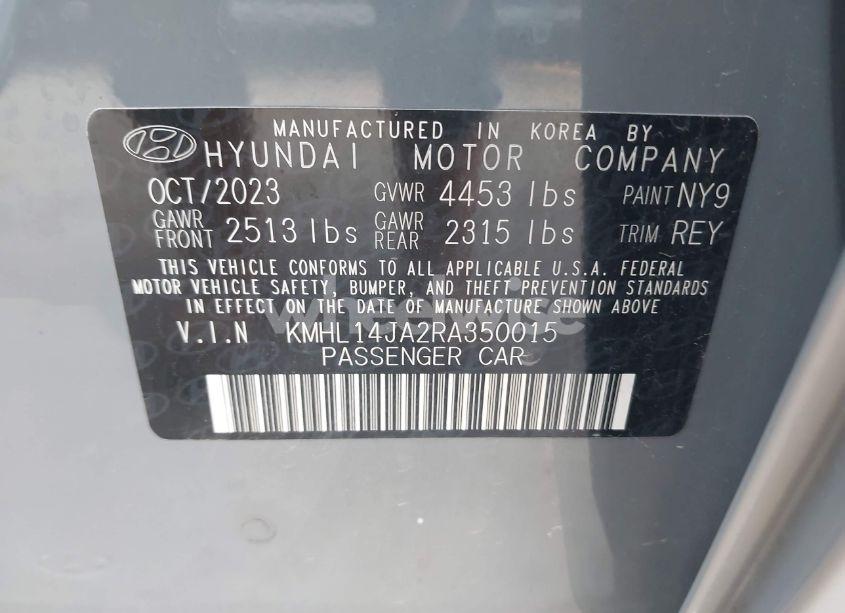 MANUFACTURED IN KOREA BY
HYUNDAI MOTOR COMPANY
OCT/2023 GVWR 4453 lbs PAINT NY9
GAWR FRONT 2513 lbs GAWR REAR 2315 lbs TRIM REY
THIS VEHICLE CONFORMS TO ALL APPLICABLE U.S.A. FEDERAL
MOTOR VEHICLE SAFETY, BUMPER, AND THEFT PREVENTION STANDARDS
IN EFFECT ON THE DATE OF MANUFACTURE SHOWN ABOVE
wheelwise
V.I.N KMHL14JA2RA350015
PASSENGER CAR